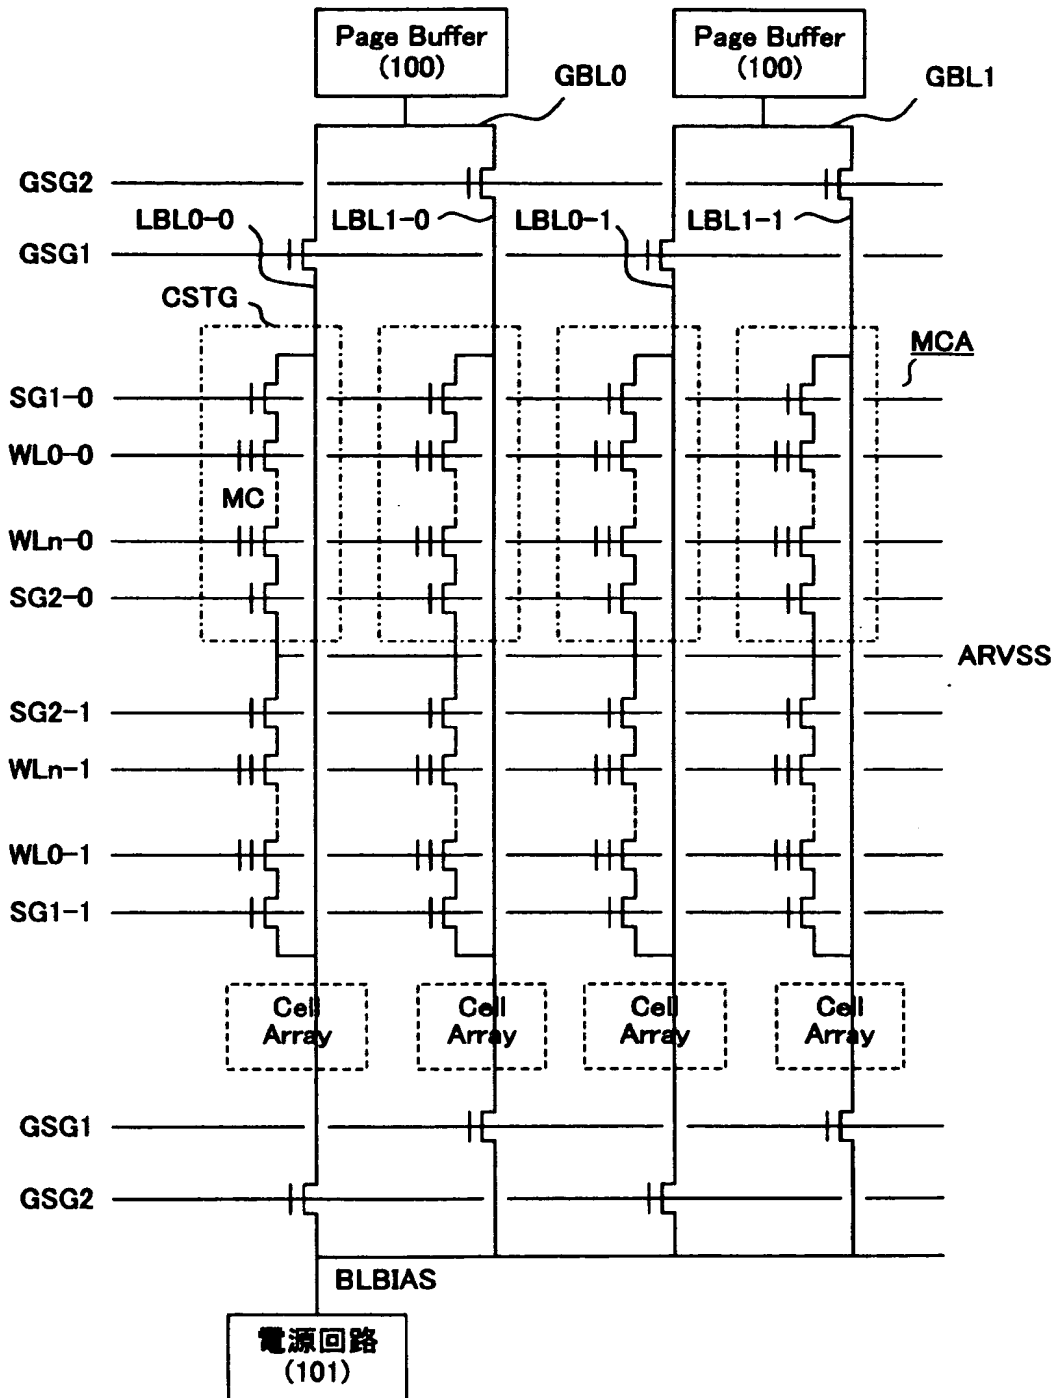 Page Buffer
(100)
Page Buffer
(100)
GBL0
GBL1
GSG2
LBL0-0
LBL1-0
LBL0-1
LBL1-1
GSG1
CSTG
MCA
SG1-0
WL0-0
MC
WLn-0
SG2-0
ARVSS
SG2-1
WLn-1
WL0-1
SG1-1
Cell
Array
Cell
Array
Cell
Array
Cell
Array
GSG1
GSG2
BLBIAS
電源回路
(101)